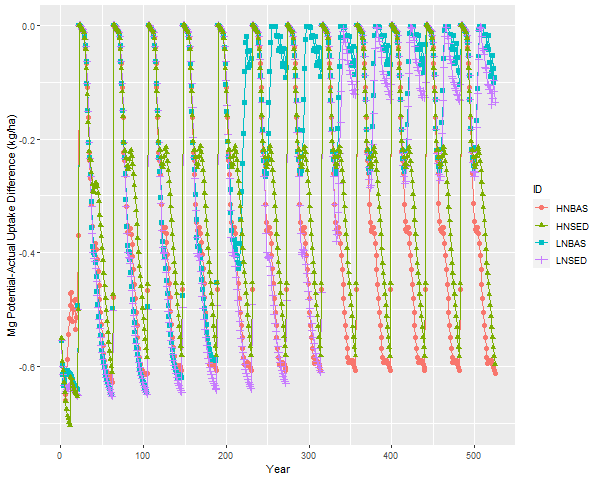 0.0
-0.2
-0.4
-0.6
Mg Potential-Actual Uptake Difference (kg/ha)
0
100
200
300
400
500
Year
ID
HNBAS
HNSED
LNBAS
LNSED